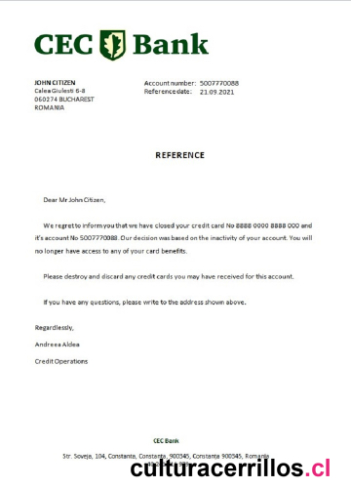 CEC Bank
JOHN CITIZEN
Calea Giulesti 6-8
060274 BUCHAREST
ROMANIA
Account number: 5007770088
Reference date: 21.09.2021
REFERENCE
Dear Mr John Citizen,
We regret to inform you that we have closed your credit card No 8888 0000 8888 000 and
it's account No 5007770088. Our decision was based on the inactivity of your account. You will
no longer have access to any of your card benefits.
Please destroy and discard any credit cards you may have received for this account.
If you have any questions, please write to the address shown above.
Regardlessly,
Andreea Aldea
Credit Operations
CEC Bank
Str. Soveja, 104, Constanta, Constanta, 900545, Constanta 900545, Romania
culturacerrillos.cl